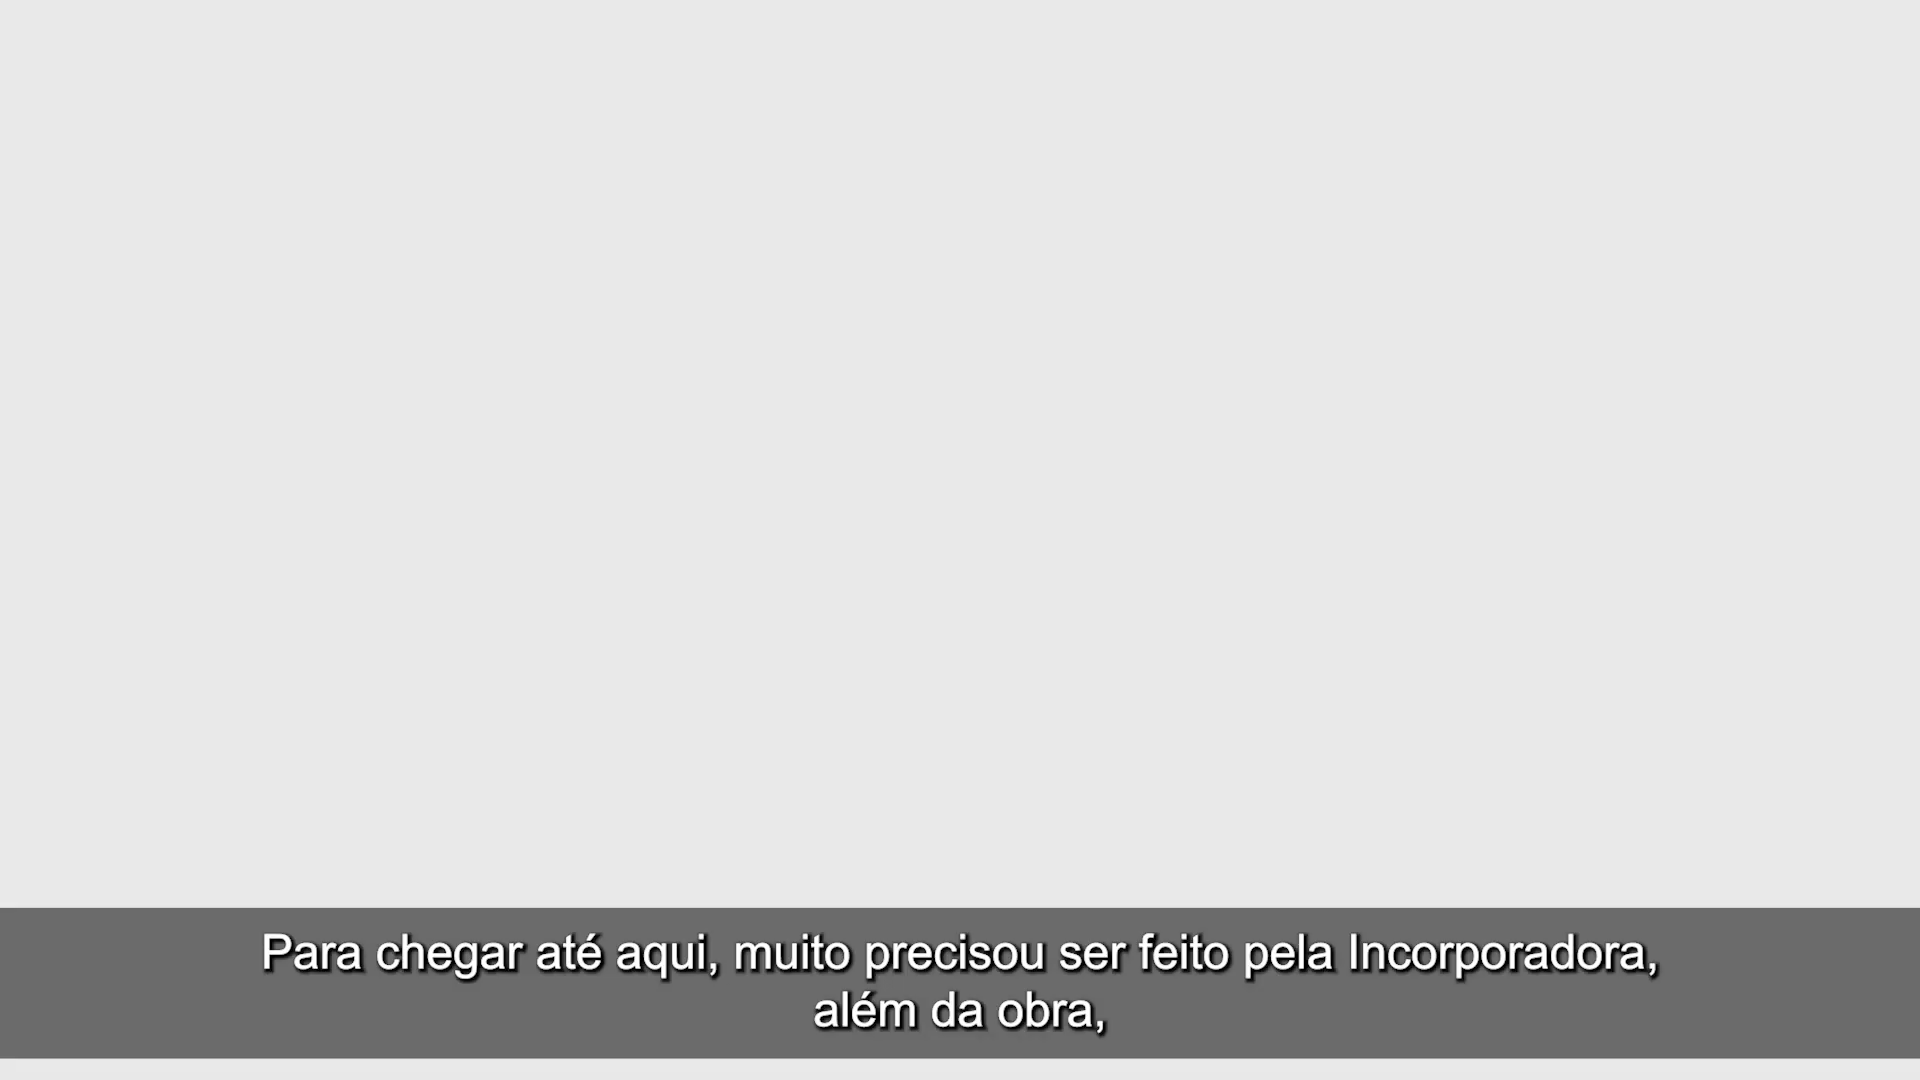 Para chegar até aqui, muito precisou ser feito pela Incorporadora,
além da obra,